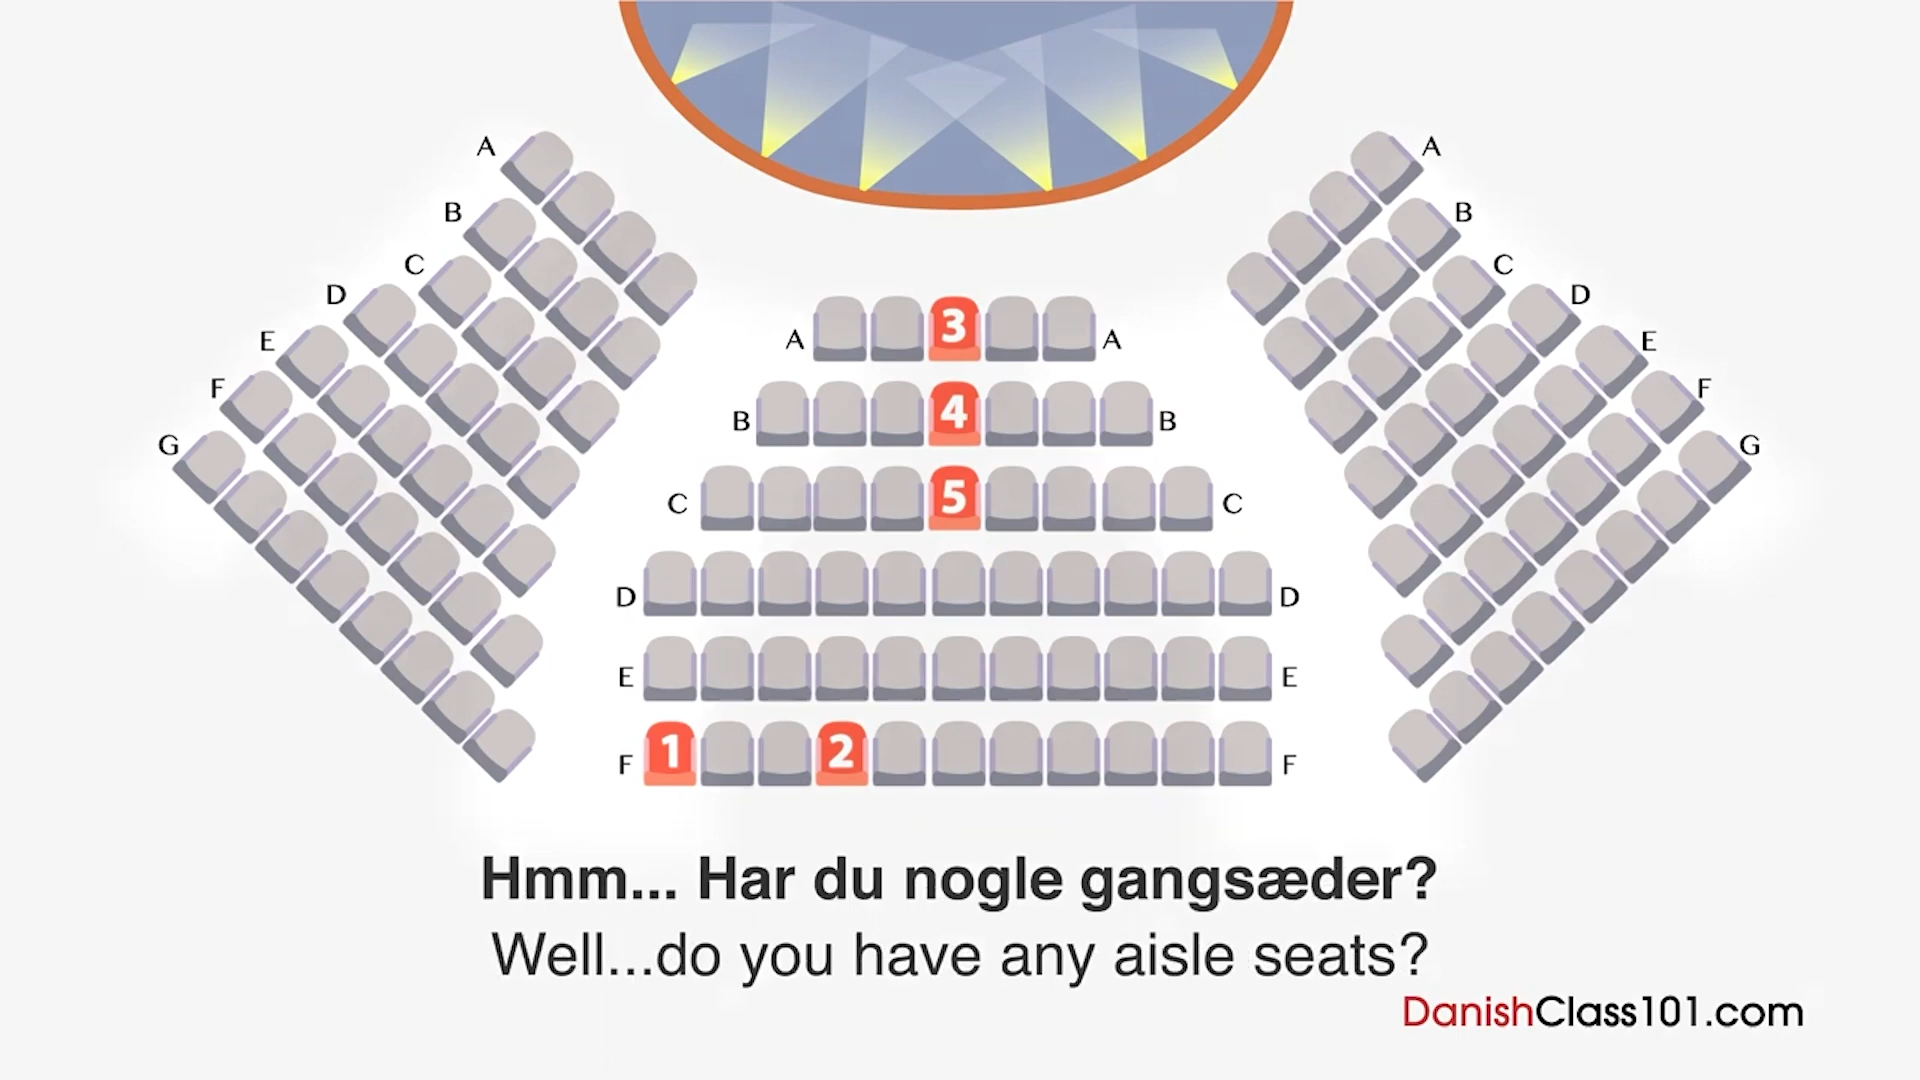 A
A
B
B
C
C
D
D
E
E
F
F
G
G
A 3 A
B 4 B
C 5 C
D D
E E
F 1 2 F
Hmm... Har du nogle gangsæder?
Well...do you have any aisle seats?
DanishClass101.com